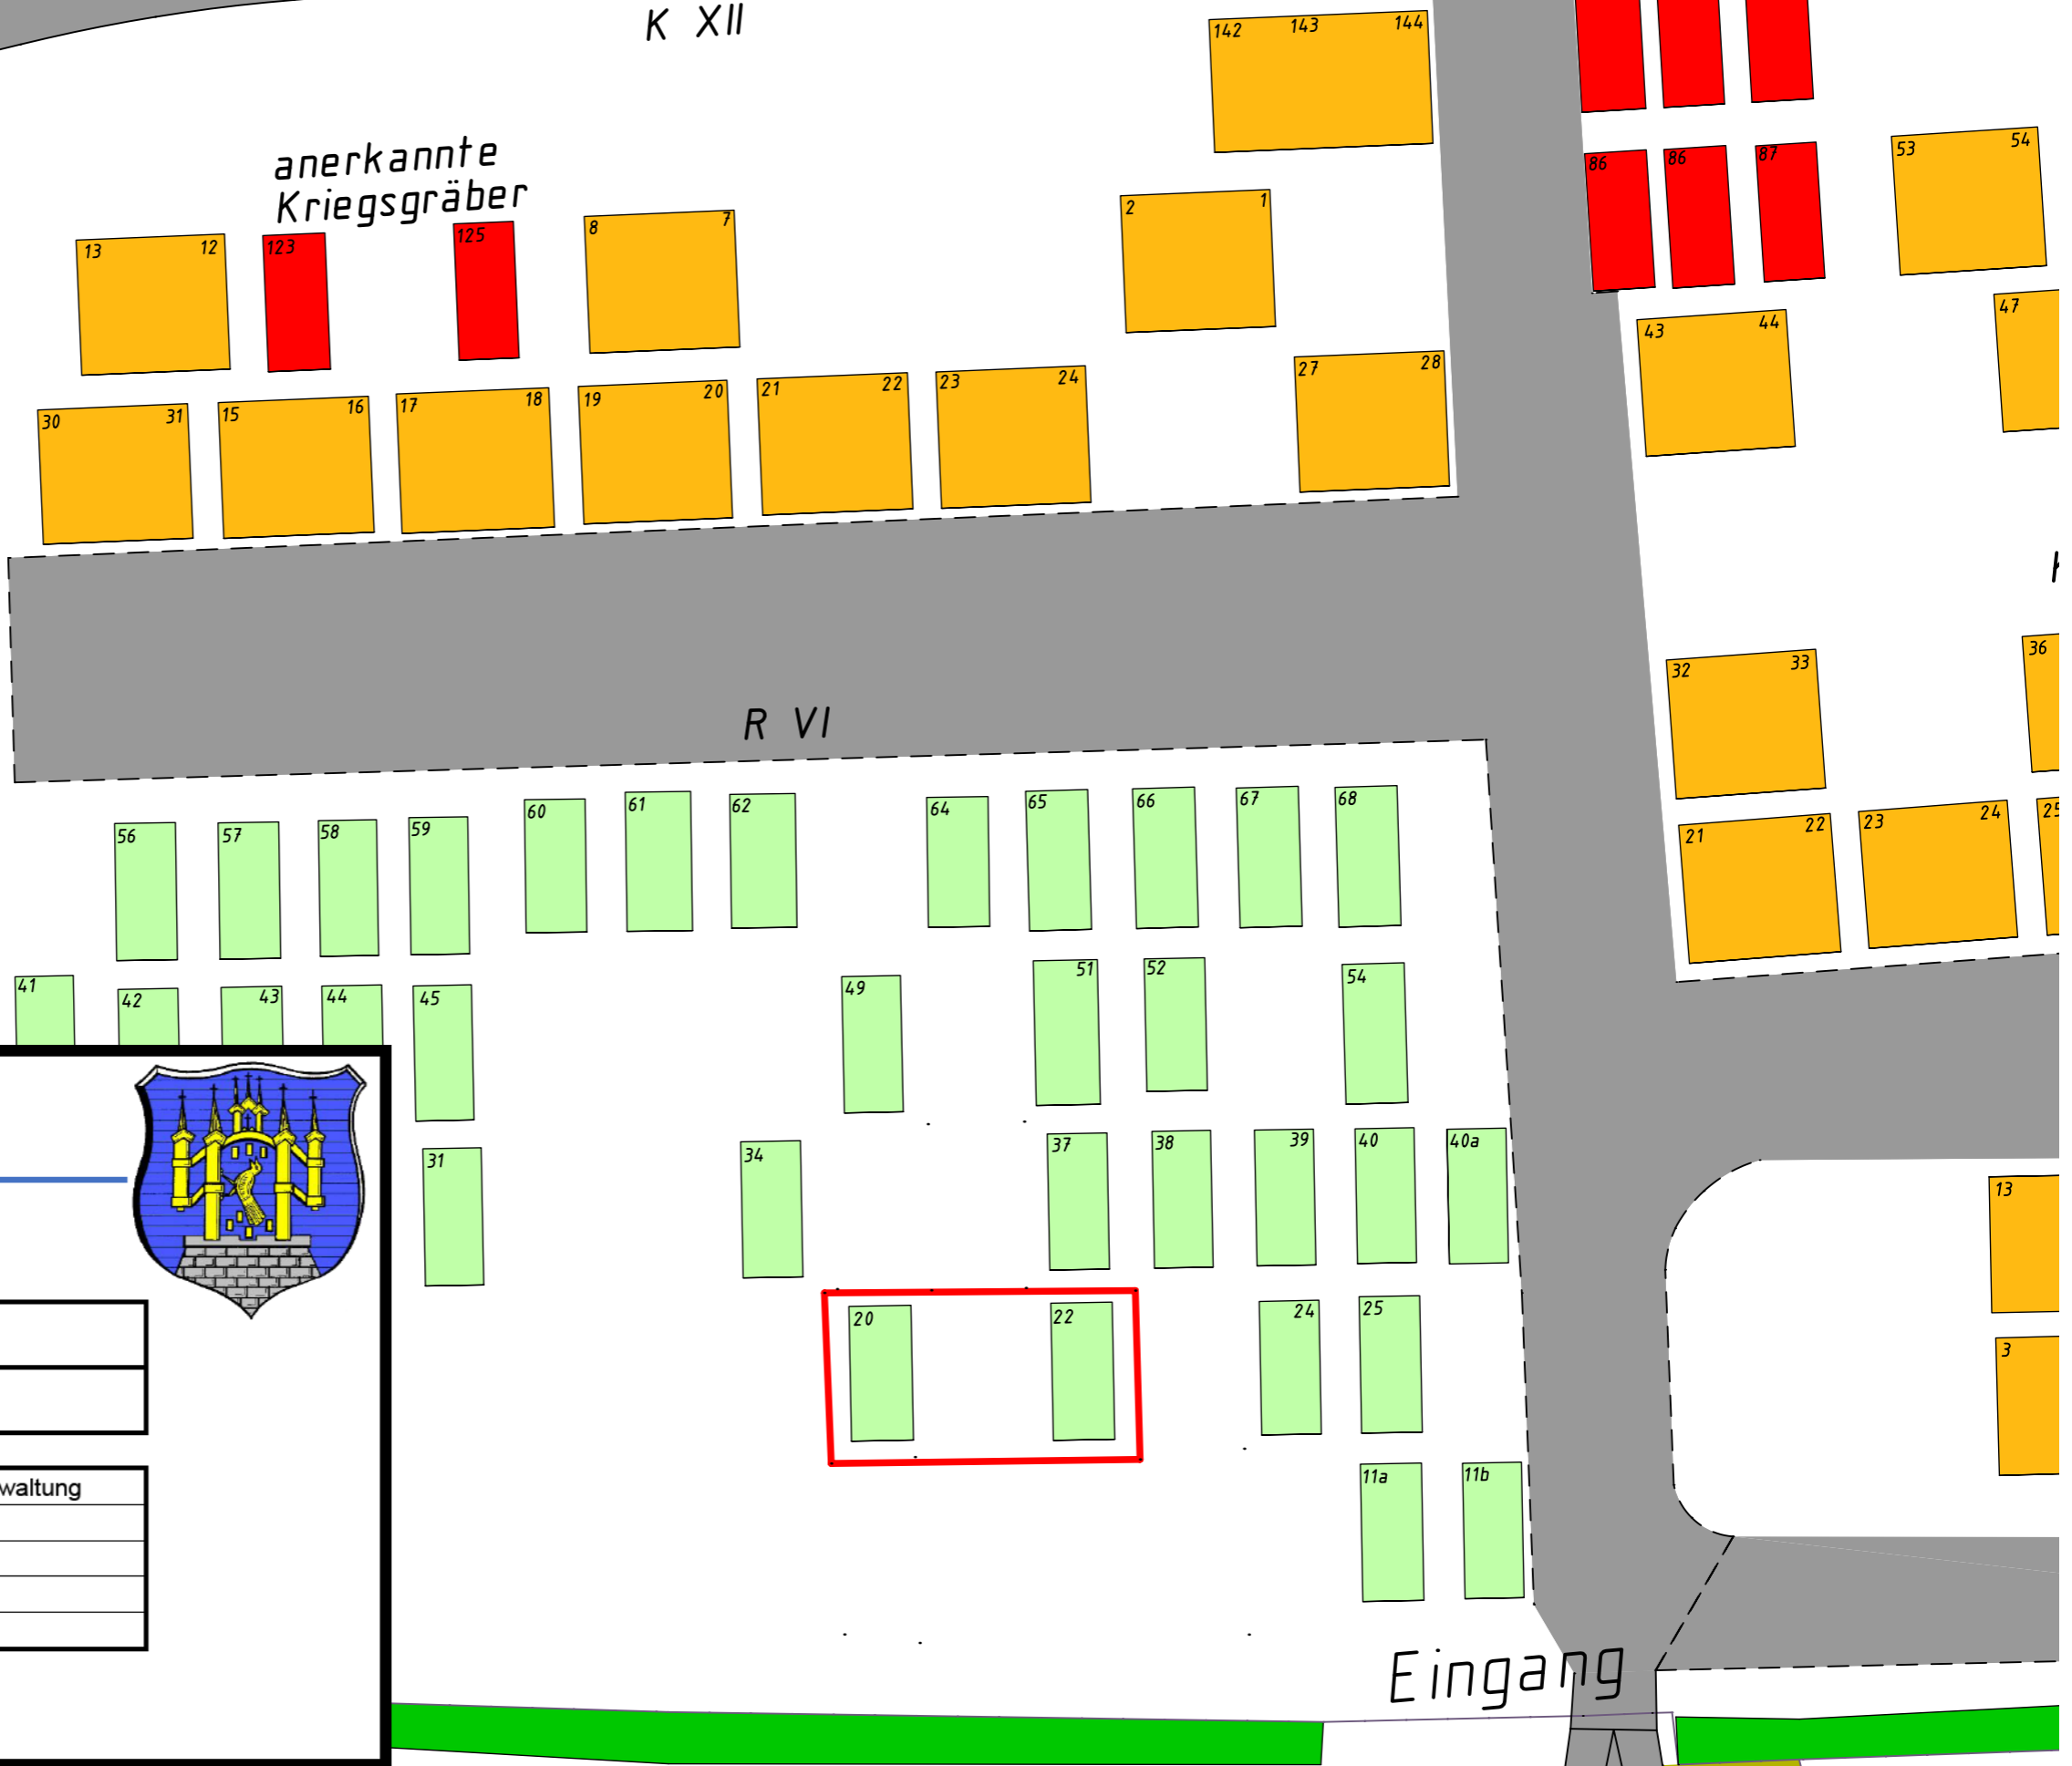 K XII
142 143 144
anerkannte
Kriegsgräber
86 86 87 53 54
2 1
13 12 123 125 8 7
47
43 44
30 31 15 16 17 18 19 20 21 22 23 24 27 28
32 33 36
R VI
21 22 23 24 25
56 57 58 59 60 61 62 64 65 66 67 68
41 42 43 44 45 49 51 52 54
31 34 37 38 39 40 40a
13
20 22 24 25
3
11a 11b
waltung
Eingang